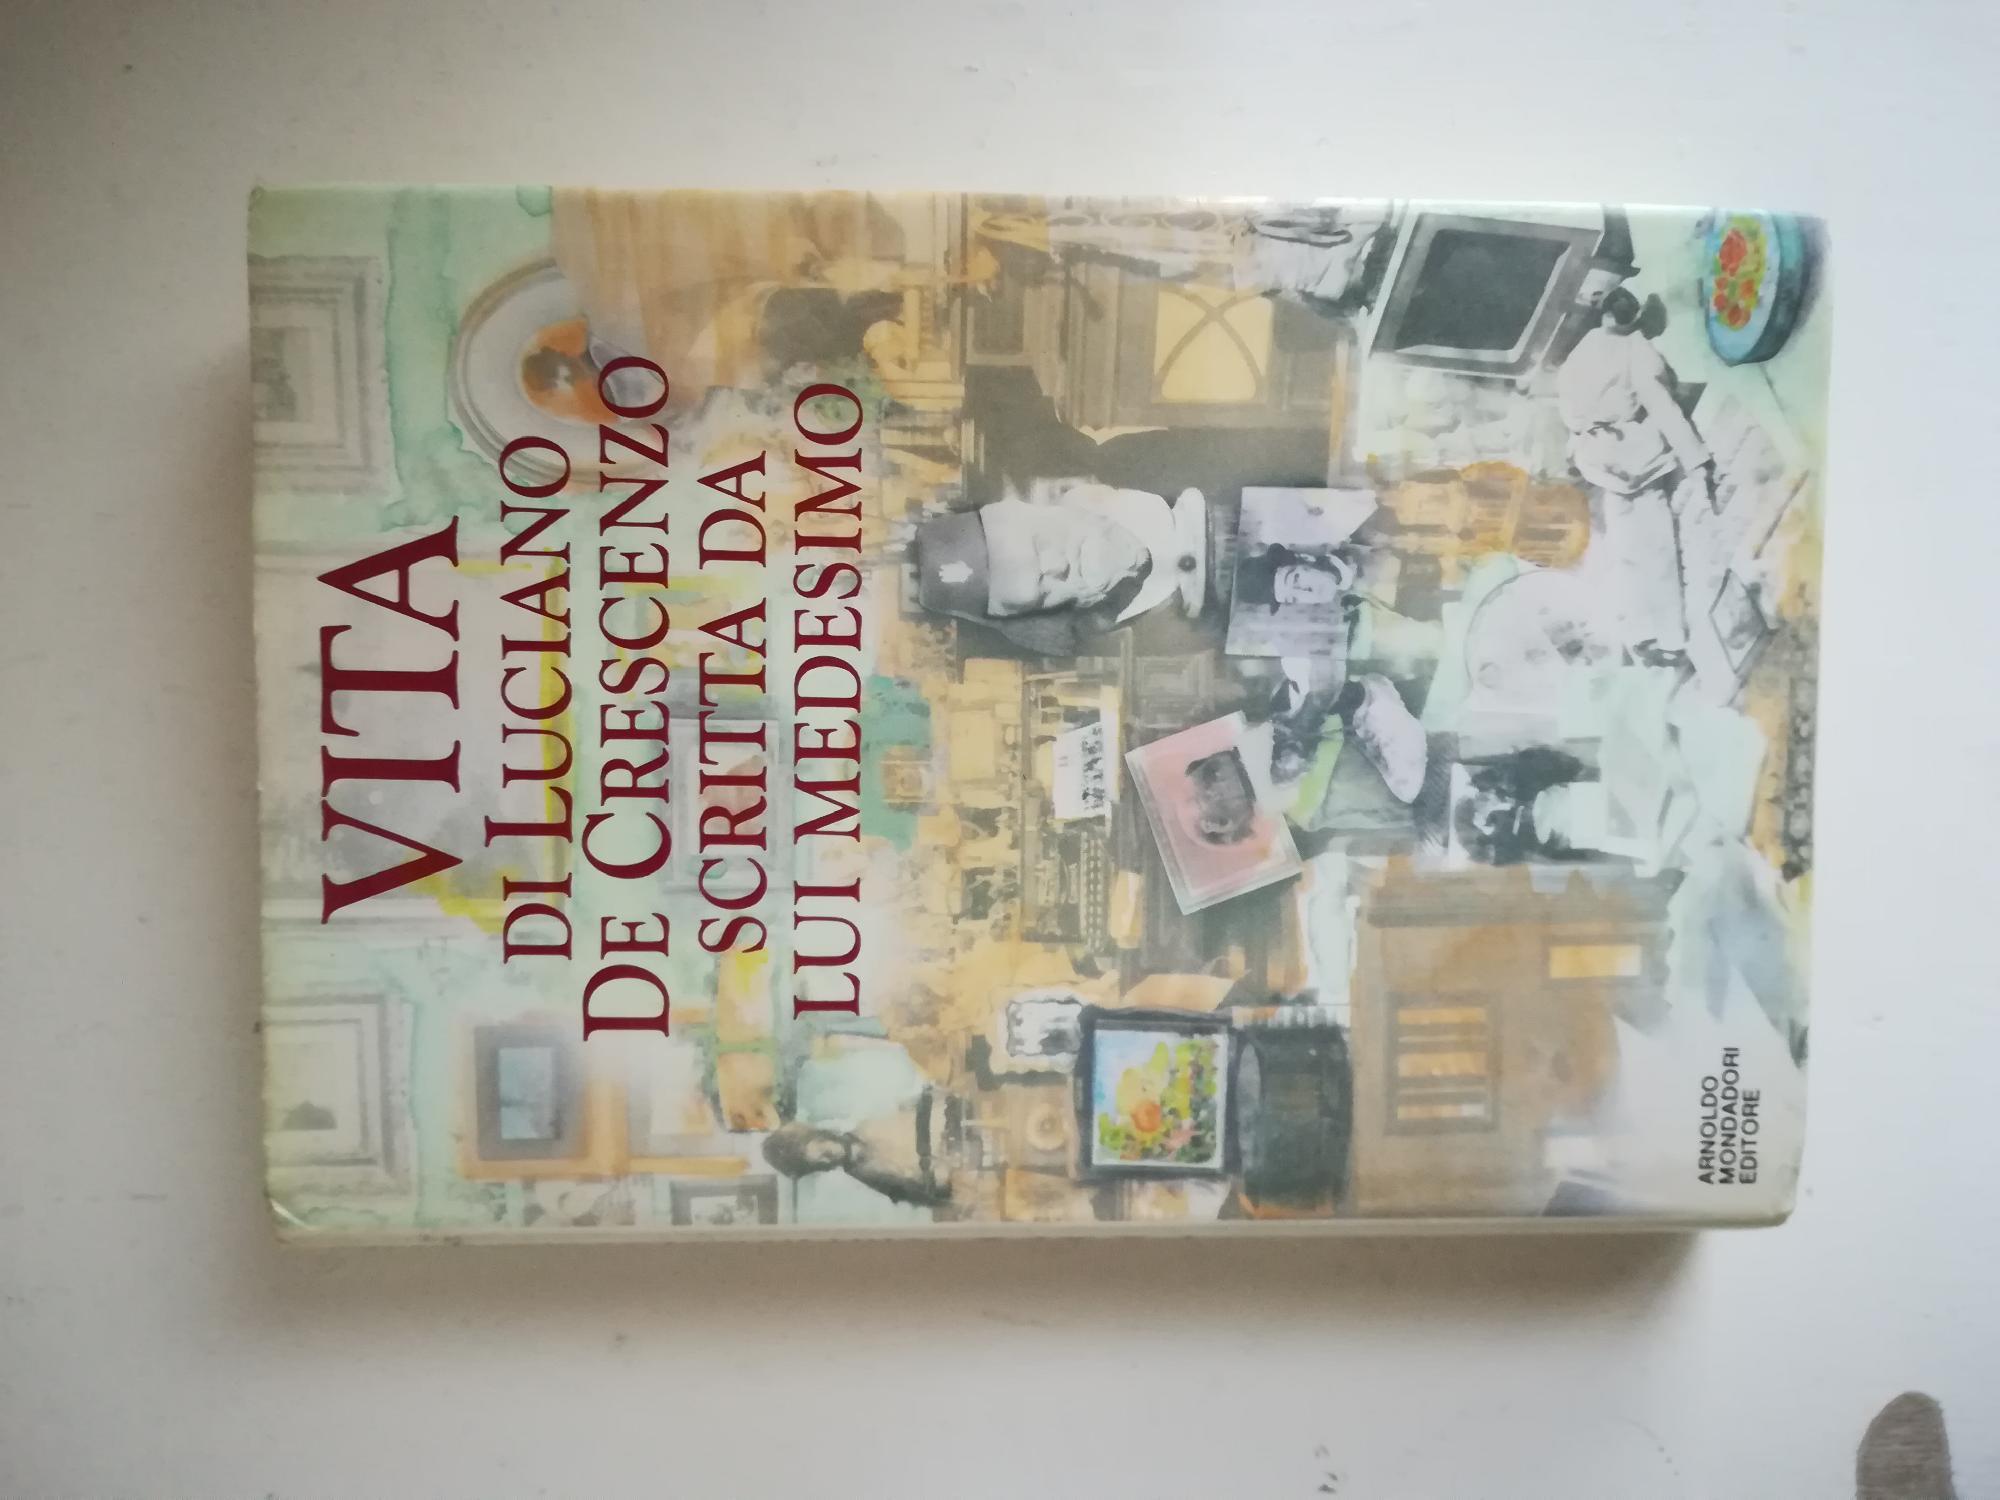 VITA
DI LUCIANO
DE CRESCENZO
SCRITTA DA
LUI MEDESIMO
ARNOLDO
MONDADORI
EDITORE